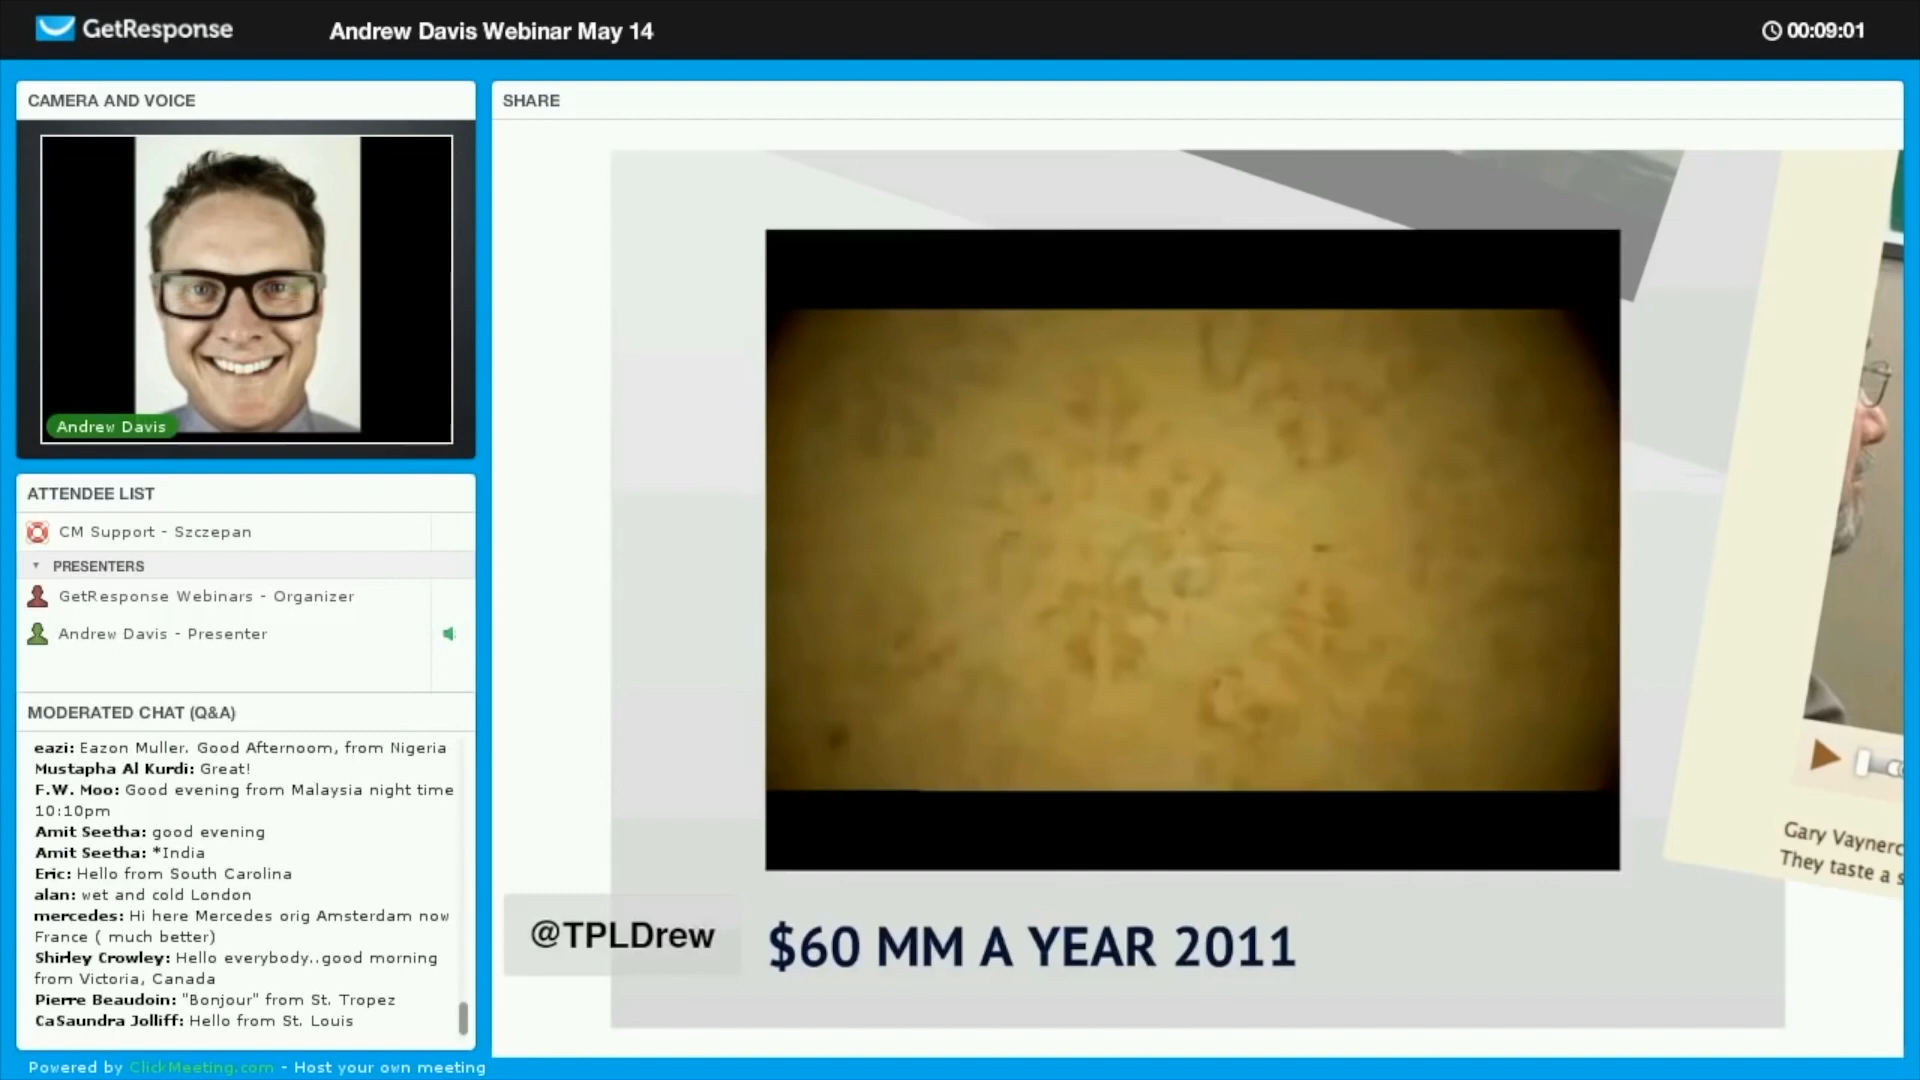 GetResponse
Andrew Davis Webinar May 14
00:09:01
CAMERA AND VOICE
Andrew Davis
ATTENDEE LIST
CM Support - Szczepan
PRESENTERS
GetResponse Webinars - Organizer
Andrew Davis - Presenter
MODERATED CHAT (Q&A)
eazi: Eazon Muller. Good Afternoom, from Nigeria
Mustapha Al Kurdi: Great!
F.W. Moo: Good evening from Malaysia night time
10:10pm
Amit Seetha: good evening
Amit Seetha: *India
Eric: Hello from South Carolina
alan: wet and cold London
mercedes: Hi here Mercedes orig Amsterdam now
France ( much better)
Shirley Crowley: Hello everybody..good morning
from Victoria, Canada
Pierre Beaudoin: "Bonjour" from St. Tropez
CaSaundra Jolliff: Hello from St. Louis
Powered by ClickMeeting.com - Host your own meeting
SHARE
Gary Vaynerc
They taste a s
@TPLDrew
$60 MM A YEAR 2011